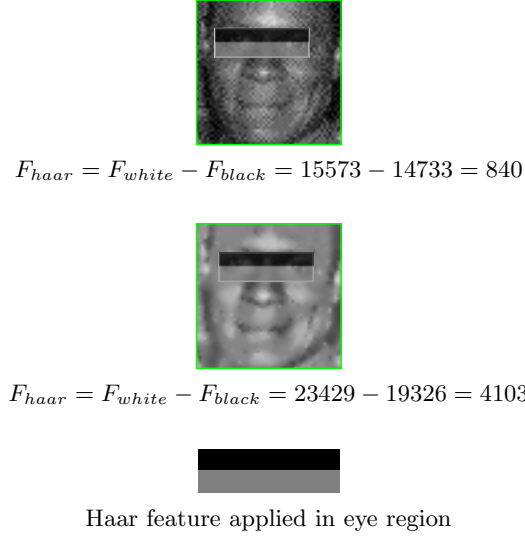 F_haar = F_white − F_black = 15573 − 14733 = 840
F_haar = F_white − F_black = 23429 − 19326 = 4103
Haar feature applied in eye region